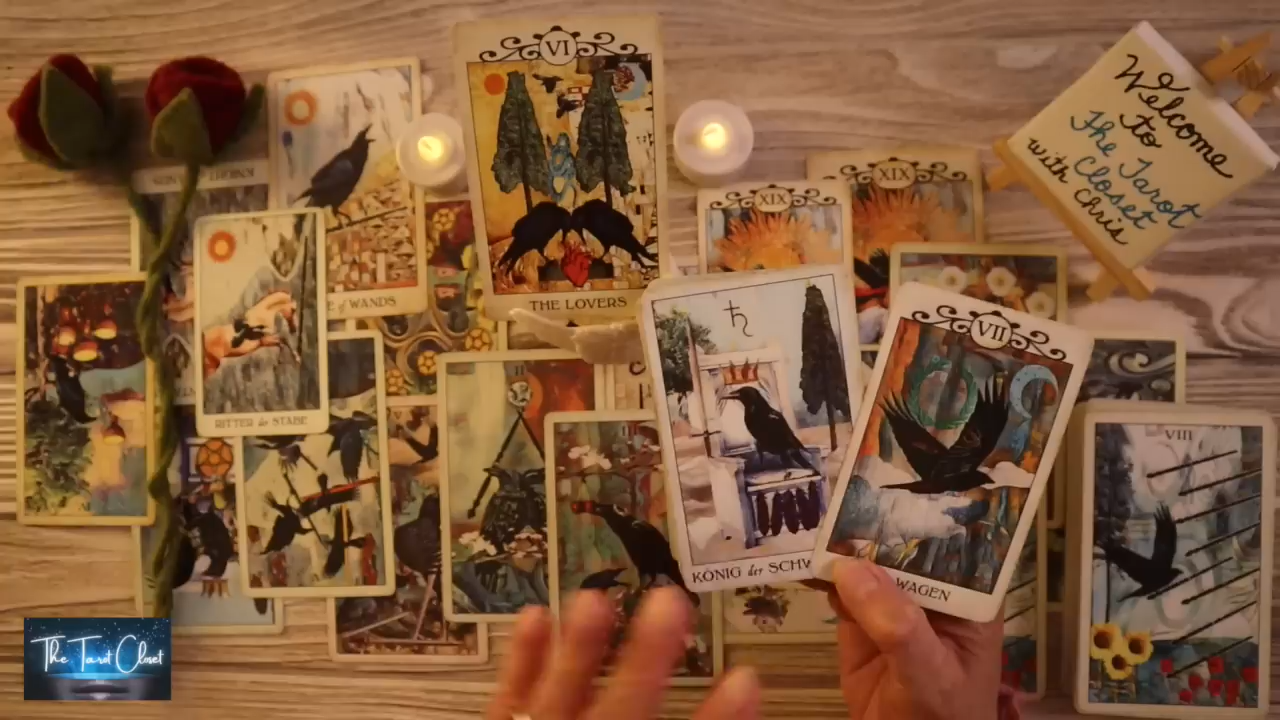 VI
THE LOVERS
Welcome
to
The Tarot
Closet
with Chris
XIX
XIX
of WANDS
RITTER der STÄBE
II
KÖNIG der SCHW
VII
WAGEN
VIII
The Tarot Closet